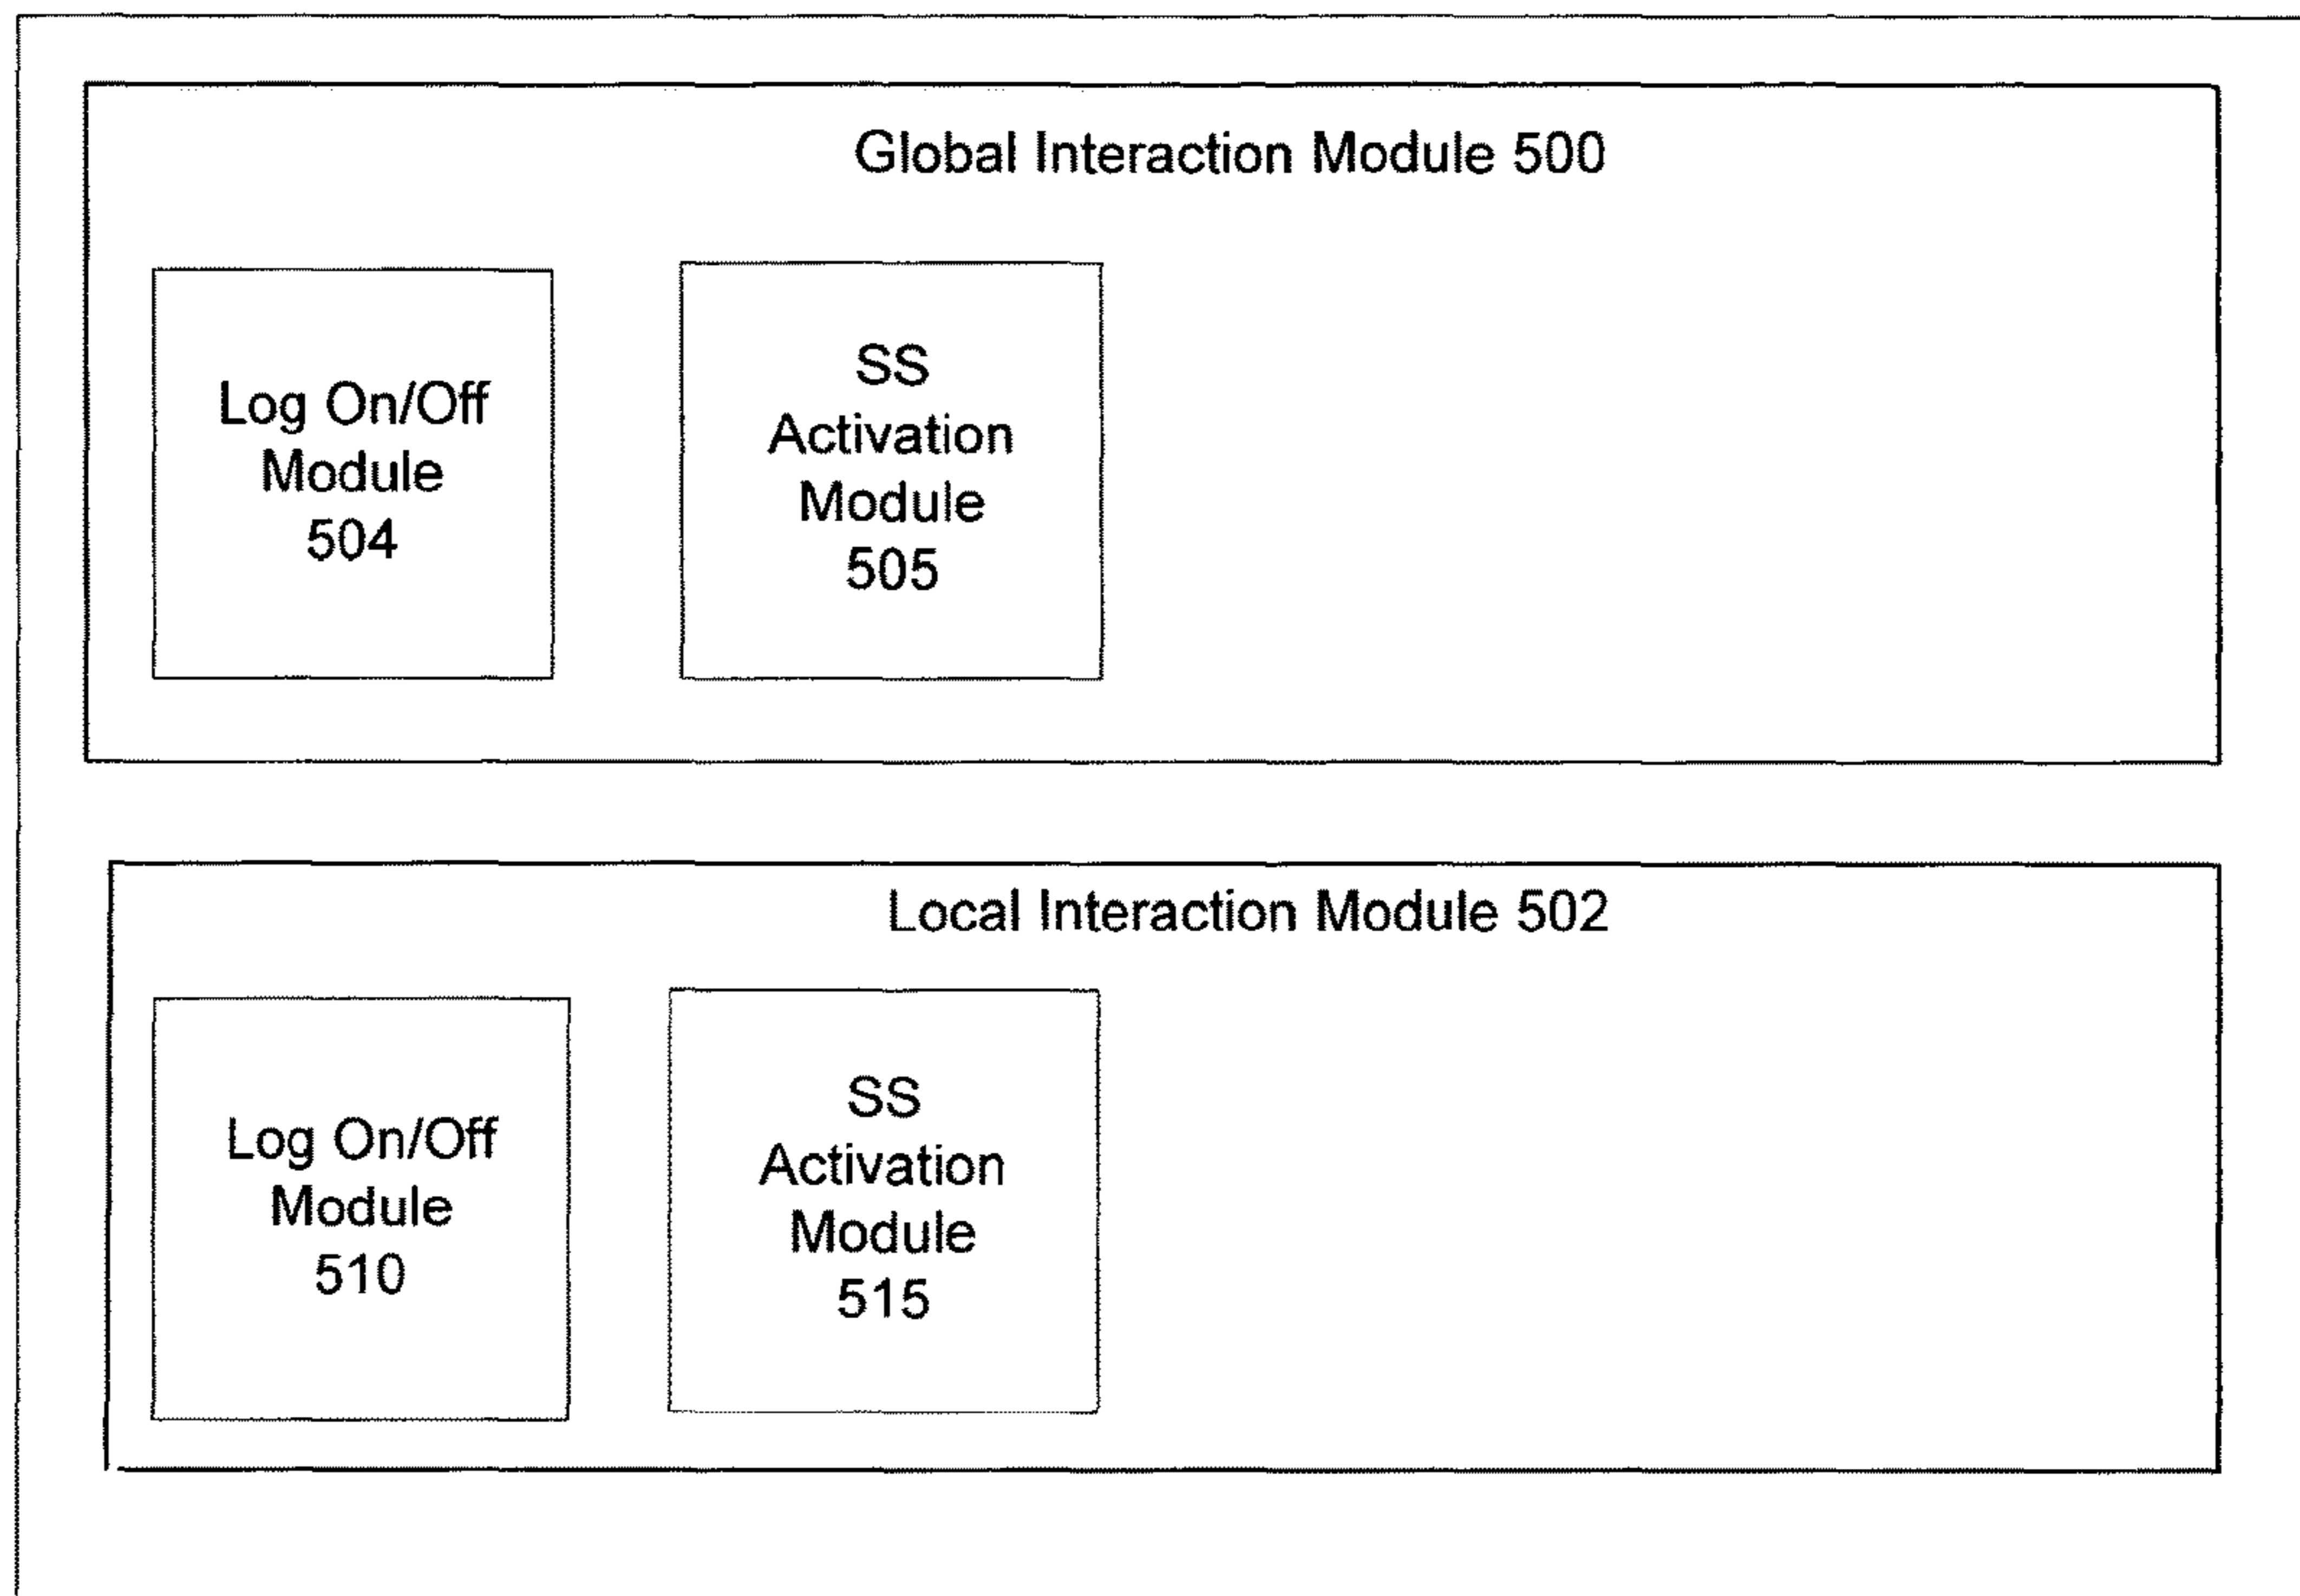 Global Interaction Module 500
Log On/Off
Module
504
SS
Activation
Module
505
Local Interaction Module 502
Log On/Off
Module
510
SS
Activation
Module
515